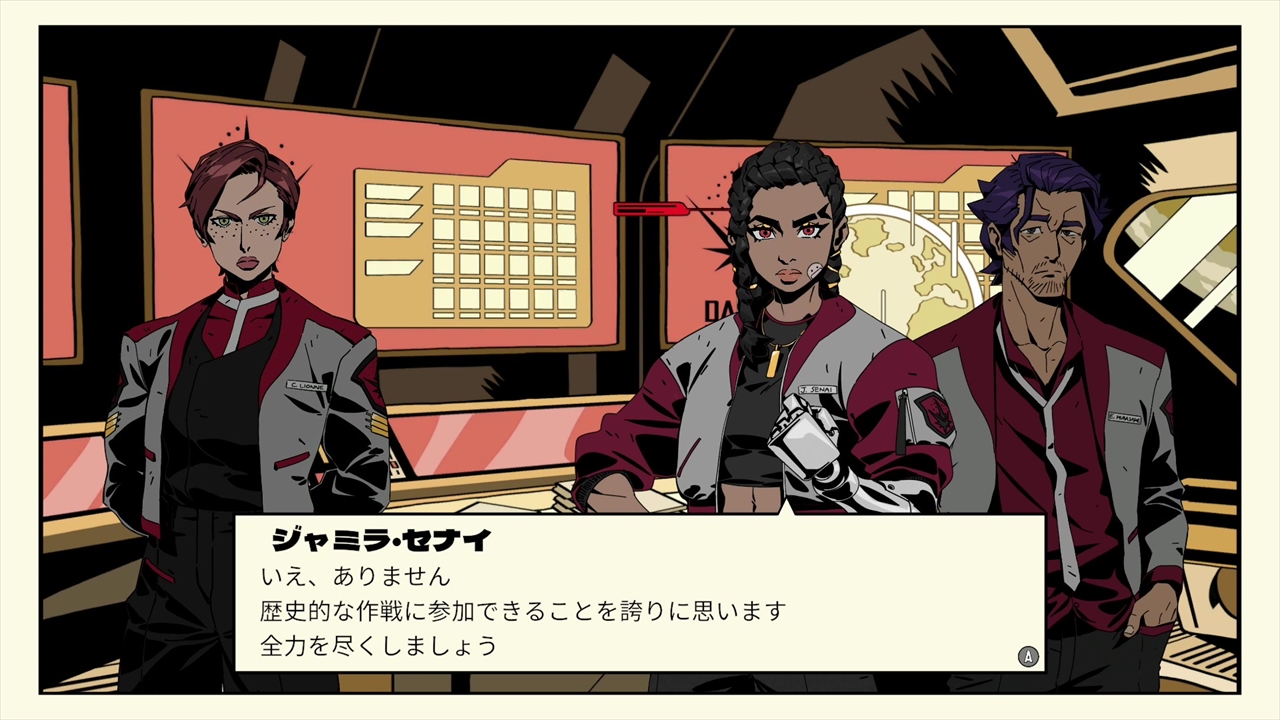 C. LIONNE
J. SENAI
ジャミラ・セナイ
いえ、ありません
歴史的な作戦に参加できることを誇りに思います
全力を尽くしましょう
A